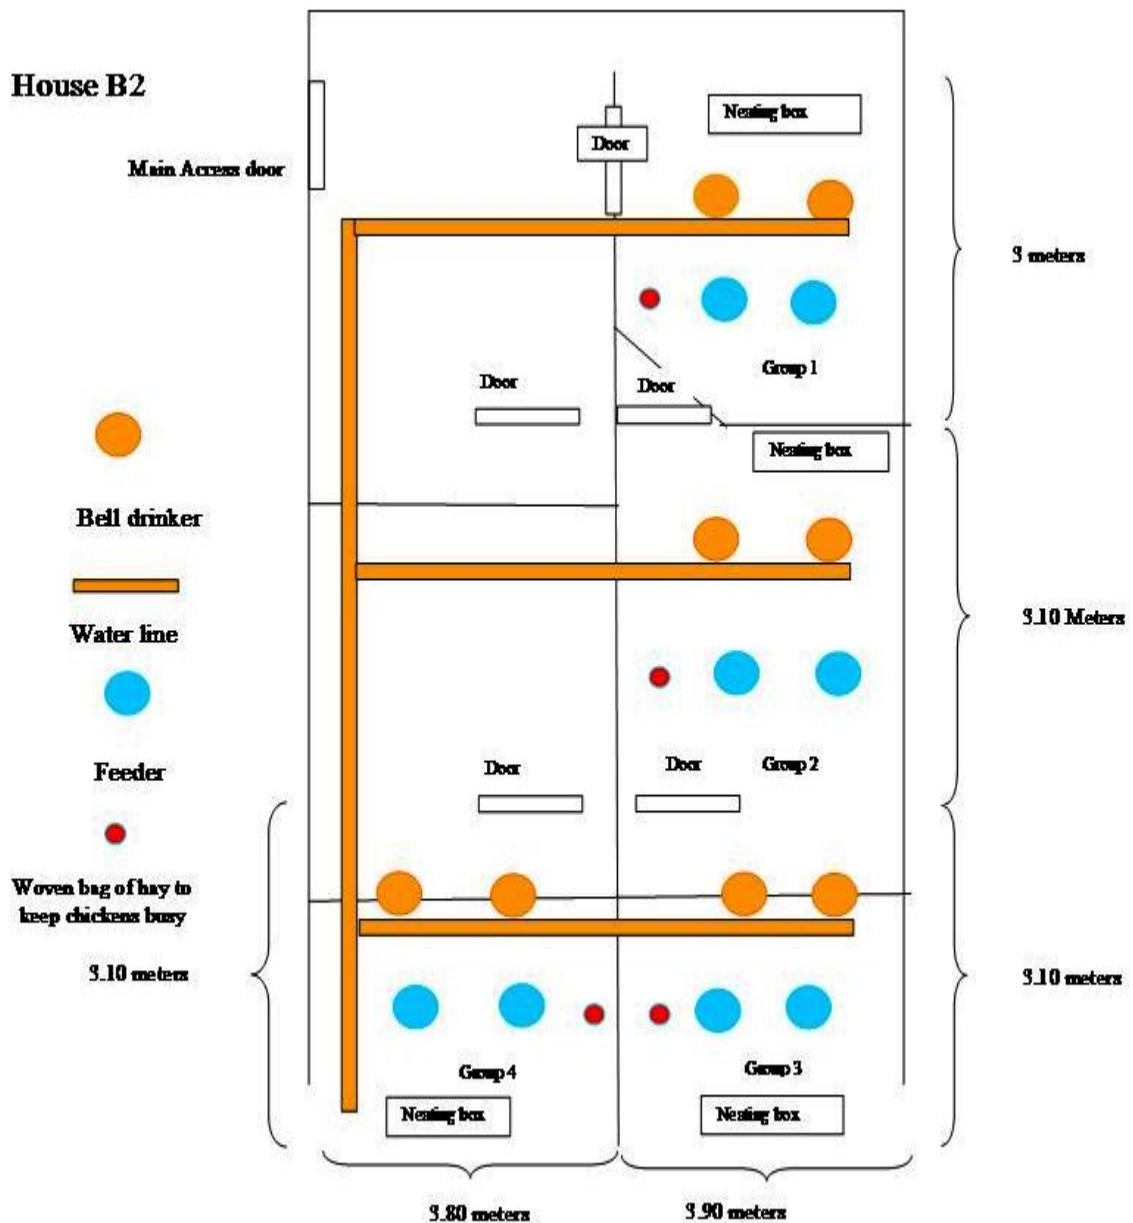 House B2
Nesting box
Door
Main Access door
3 meters
Group 1
Door
Door
Nesting box
Bell drinker
Water line
3.10 Meters
Feeder
Door
Door
Group 2
Woven bag of hay to
keep chickens busy
3.10 meters
3.10 meters
Group 4
Group 3
Nesting box
Nesting box
3.80 meters
3.90 meters